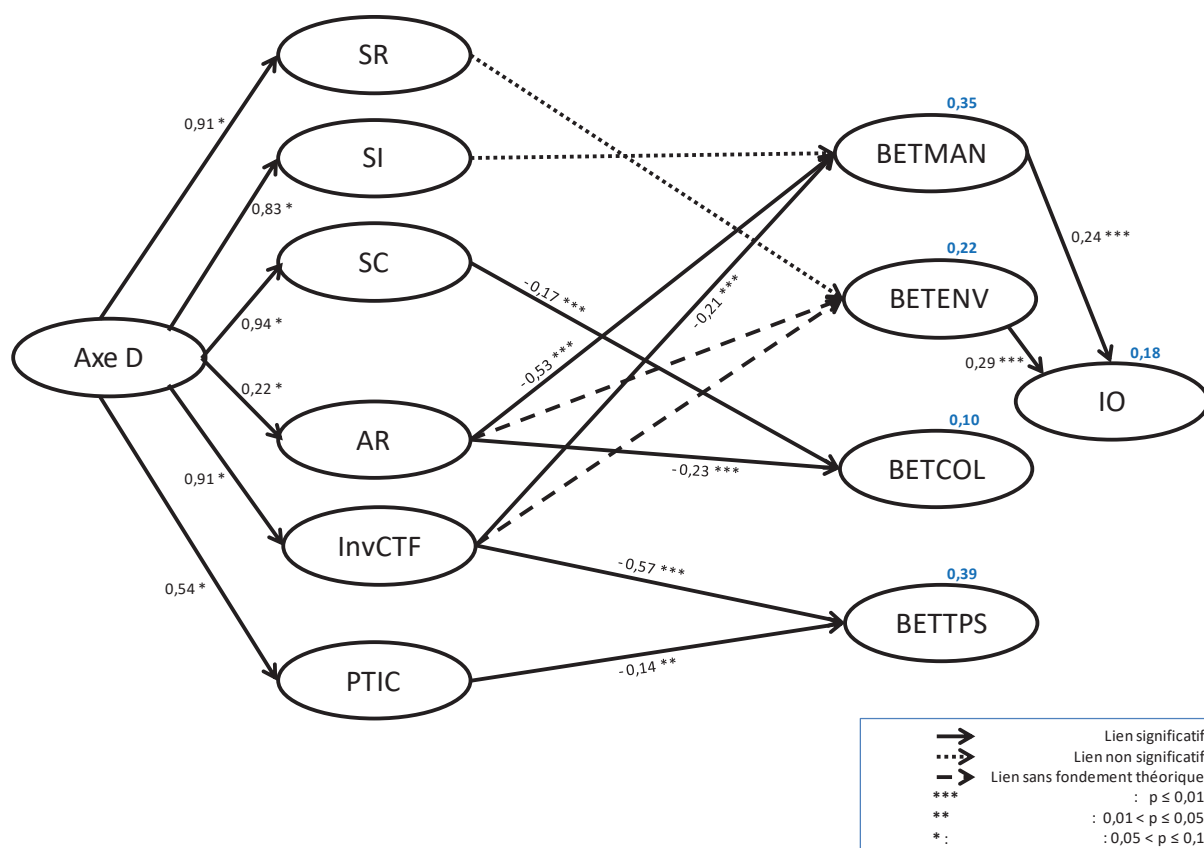 SR
0,91 *
0,35
SI
BETMAN
0,83 *
SC
0,24 ***
0,22
-0,17 ***
-0,21 ***
BETENV
0,94 *
Axe D
0,29 ***
0,18
-0,53 ***
0,22 *
IO
0,10
AR
-0,23 ***
BETCOL
0,91 *
InvCTF
-0,57 ***
0,39
0,54 *
BETTPS
-0,14 **
PTIC
Lien significatif
Lien non significatif
Lien sans fondement théorique
*** : p ≤ 0,01
** : 0,01 < p ≤ 0,05
* : : 0,05 < p ≤ 0,1